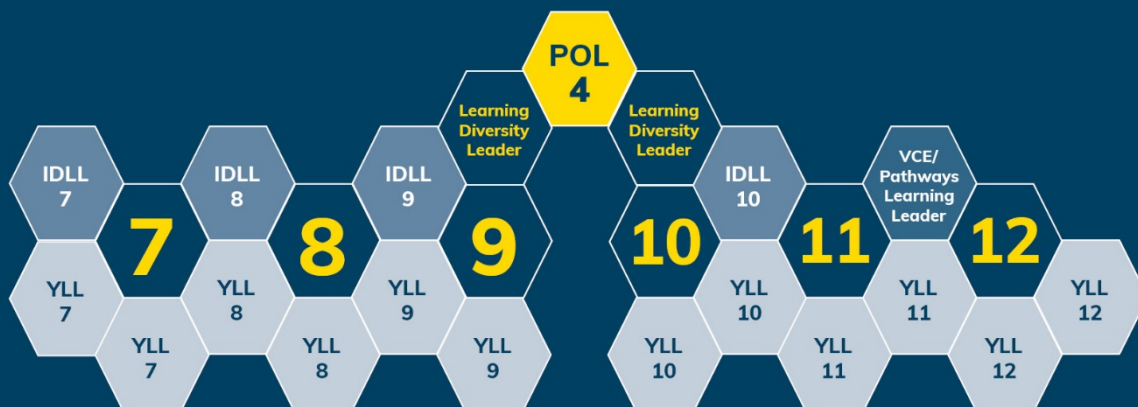 POL
4
Learning
Diversity
Leader
Learning
Diversity
Leader
IDLL
7
IDLL
8
IDLL
9
IDLL
10
VCE/
Pathways
Learning
Leader
7
8
9
10
11
12
YLL
7
YLL
8
YLL
9
YLL
10
YLL
11
YLL
12
YLL
7
YLL
8
YLL
9
YLL
10
YLL
11
YLL
12